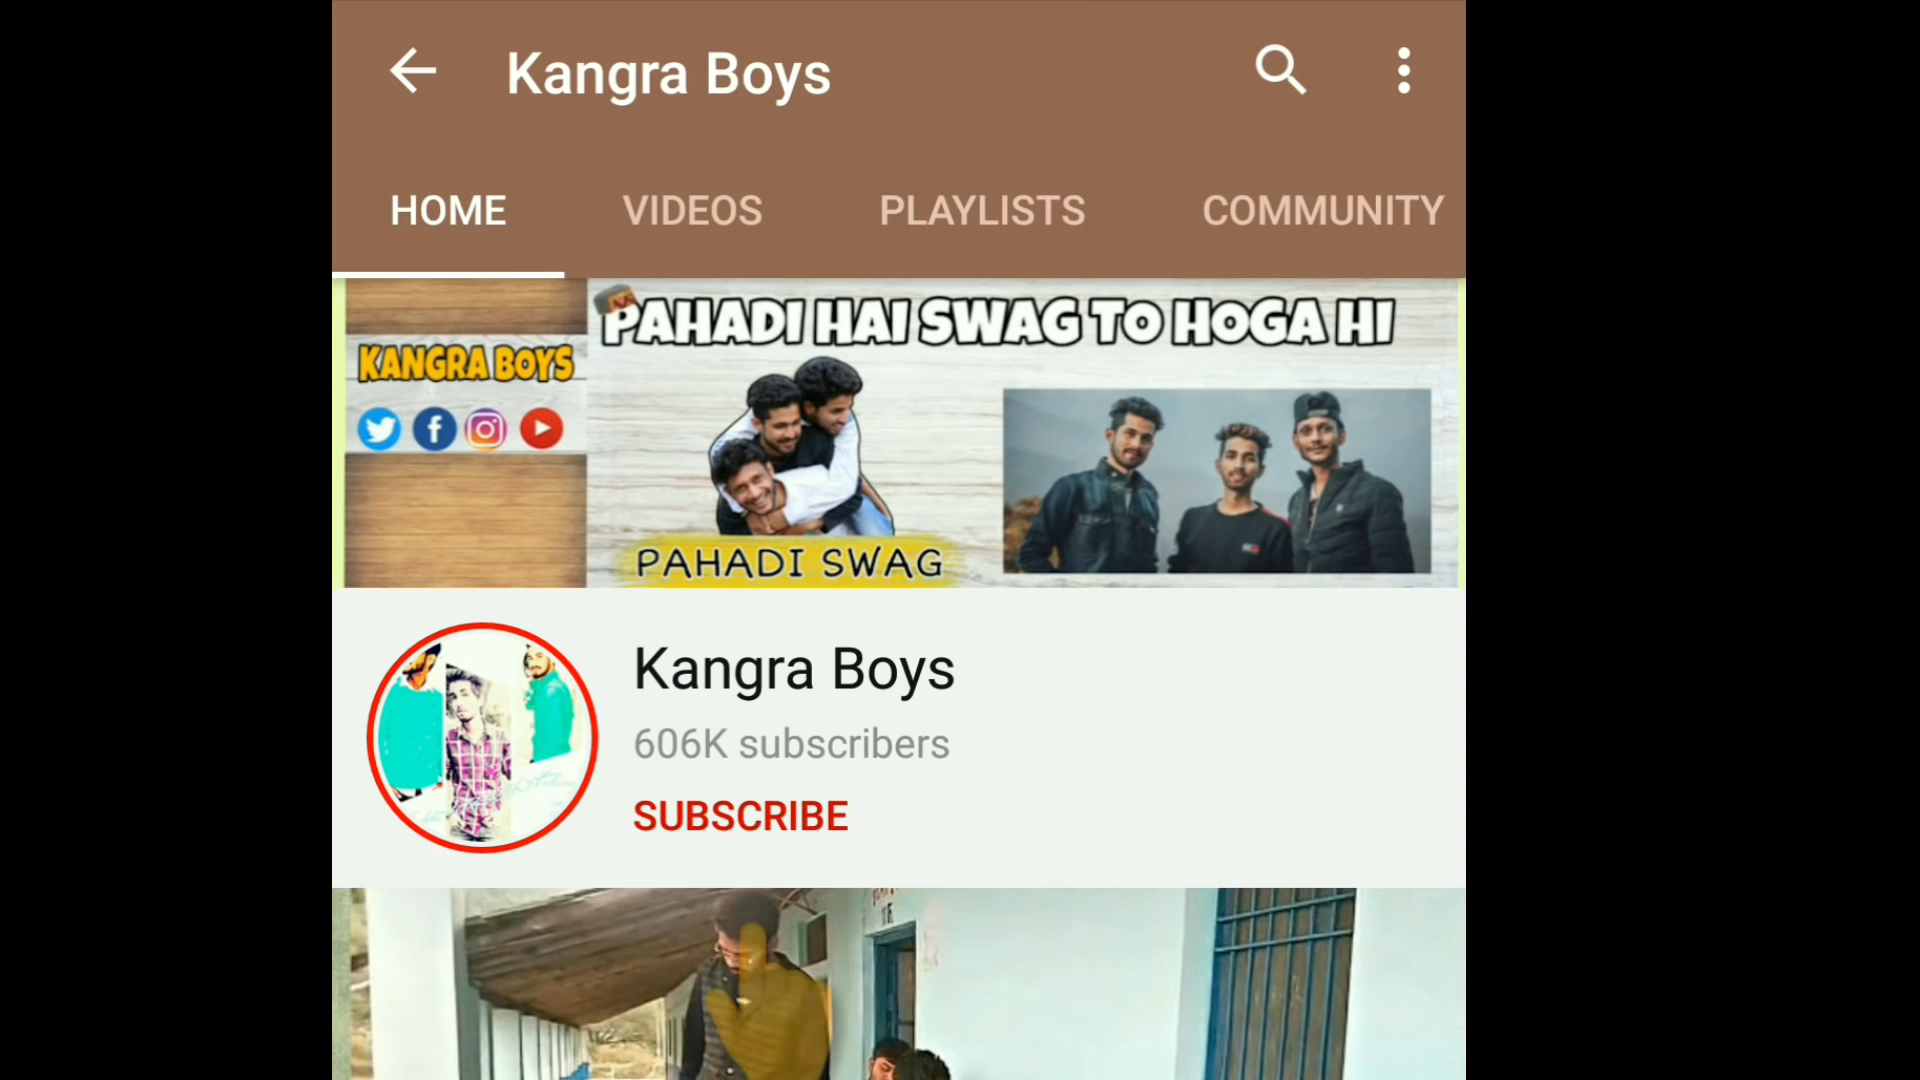 Kangra Boys
HOME VIDEOS PLAYLISTS COMMUNITY
PAHADI HAI SWAG TO HOGA HI
KANGRA BOYS
PAHADI SWAG
Kangra Boys
606K subscribers
SUBSCRIBE